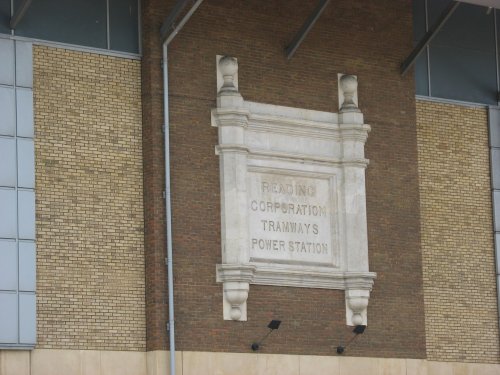 READING
CORPORATION
TRAMWAYS
POWER STATION